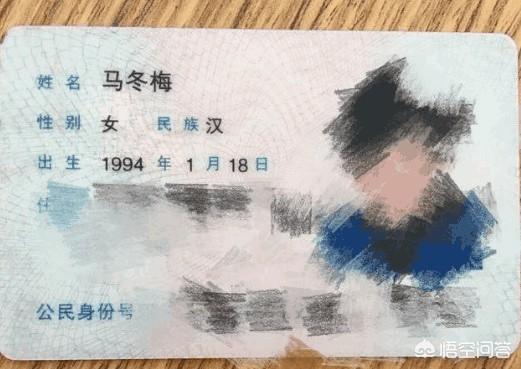 姓名 马冬梅
性别 女 民族 汉
出生 1994 年 1 月 18 日
公民身份号
悟空问答